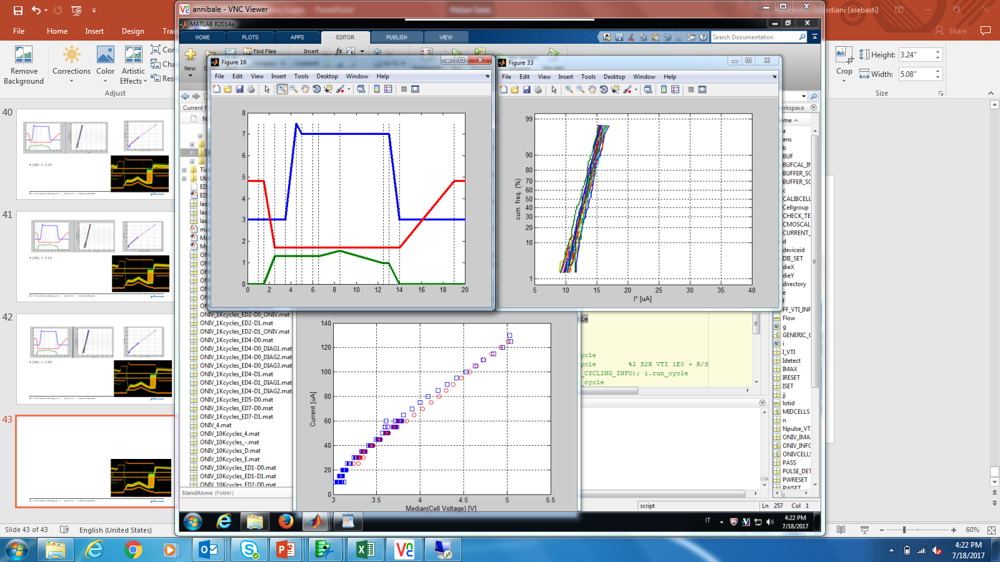 annibale - VNC Viewer
stiani (asebasti)
MATLAB R2014a
File Home Insert Design Share
HOME PLOTS APPS EDITOR PUBLISH VIEW
Search Documentation
Find Files Insert fx
New
Remove Background
Corrections
Color
Artistic Effects
Adjust
Crop
Height: 3.24"
Width: 5.08"
Size
Figure 16
File Edit View Insert Tools Desktop Window Help
8
7
6
5
4
3
2
1
0
0 2 4 6 8 10 12 14 16 18 20
Figure 33
File Edit View Insert Tools Desktop Window Help
cum. freq. (%)
99
90
80
70
60
50
40
30
20
10
1
5 10 15 20 25 30 35 40
I* [uA]
Current [uA]
140
120
100
80
60
40
20
0
3 3.5 4 4.5 5 5.5
Median(Cell Voltage) [V]
40
LWL = 2.3V
41
LWL = 2.1V
42
LWL = 1.9V
43
ONIV_1Kcycles_ED2-D0_ONIV.mat
ONIV_1Kcycles_ED2-D1.mat
ONIV_1Kcycles_ED2-D1_ONIV.mat
ONIV_1Kcycles_ED4-D0.mat
ONIV_1Kcycles_ED4-D0_DIAG1.mat
ONIV_1Kcycles_ED4-D0_DIAG2.mat
ONIV_1Kcycles_ED4-D0_DIAG3.mat
ONIV_1Kcycles_ED4-D1.mat
ONIV_1Kcycles_ED4-D1_DIAG1.mat
ONIV_1Kcycles_ED4-D1_DIAG2.mat
ONIV_1Kcycles_ED5-D0.mat
ONIV_1Kcycles_ED7-D0.mat
ONIV_1Kcycles_ED7-D1.mat
ONIV_4.mat
ONIV_10Kcycles_4.mat
ONIV_10Kcycles_-.mat
ONIV_10Kcycles_D.mat
ONIV_10Kcycles_E.mat
ONIV_10Kcycles_ED1-D0.mat
ONIV_10Kcycles_ED1-D1.mat
ONIV_10Kcycles_ED2-D0.mat
StandAlone (Folder)
ycle
ycle %2 S2R VTI 1E0 + R/S
_CYCLING_INFO); i.run_cycle
_cycle
a
ans
b
BUF
BUFCAL_IN
BUFFER_SC
BUFFER_SC
c
CALIBCELL
Cellgroup
CHECK_TE
CMOSCAL
CURRENT_
d
deviceid
DIE_SET
dieX
dieY
directory
e
f
FF_VTI_INF
Flow
g
GENERIC_C
i
I_VTI
Idetect
IMAX
IRESET
ISET
jj
lotid
MIDCELLS
n
Npulse_VT
ONIV_IMA
ONIV_INFO
ONIVCELLS
PASS
PULSE_DET
PWRESET
PWSET
script Ln 257 Col 1
IT 4:22 PM
7/18/2017
Slide 43 of 43 English (United States) 60%
4:22 PM
7/18/2017